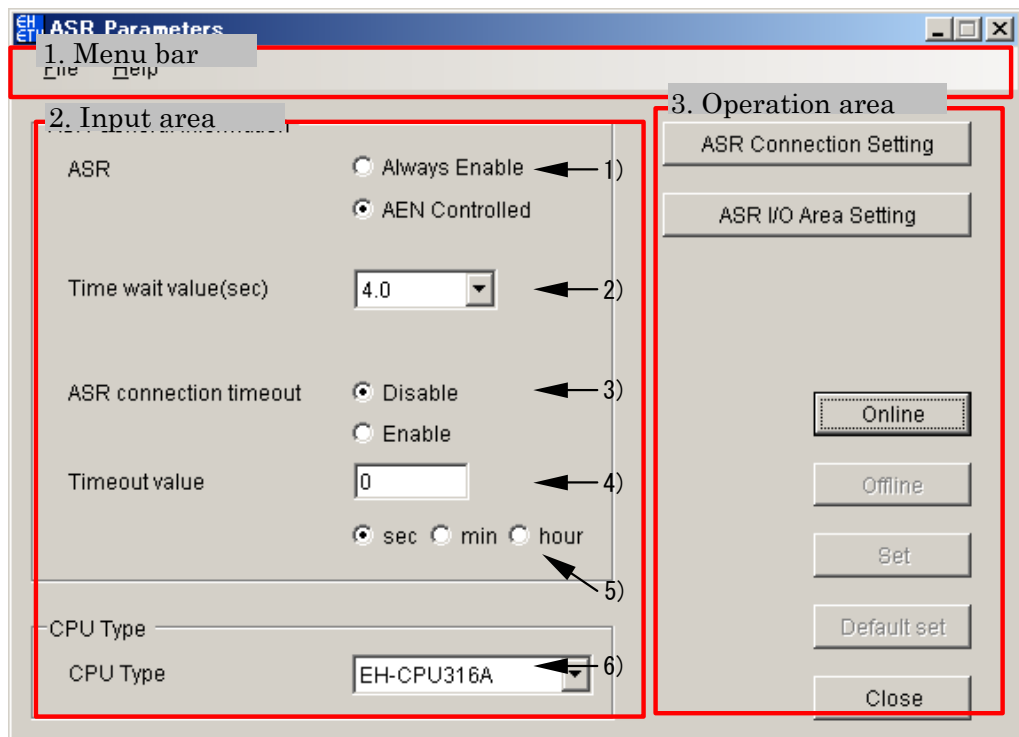 EH ETH ASR Parameters
1. Menu bar
File Help
2. Input area
3. Operation area
ASR Always Enable 1)
AEN Controlled
Time wait value(sec) 4.0 2)
ASR connection timeout Disable 3)
Enable
Timeout value 0 4)
sec min hour
5)
CPU Type
CPU Type EH-CPU316A 6)
ASR Connection Setting
ASR I/O Area Setting
Online
Offline
Set
Default set
Close